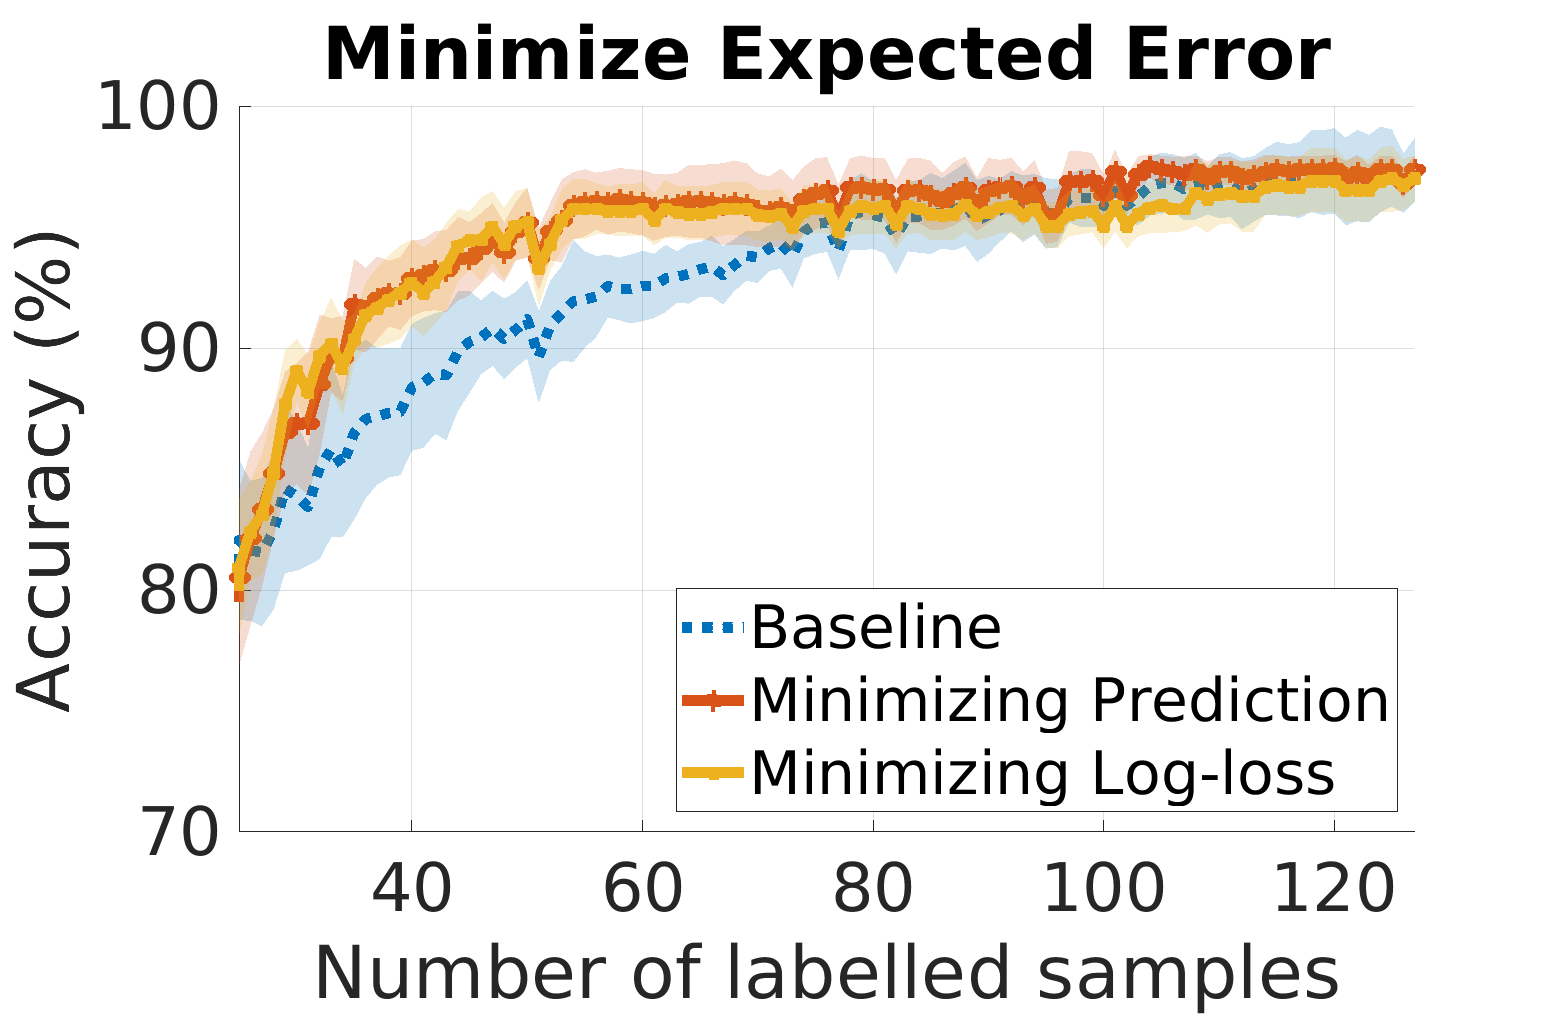 Minimize Expected Error
Accuracy (%)
100
90
80
70
Baseline
Minimizing Prediction
Minimizing Log-loss
40 60 80 100 120
Number of labelled samples